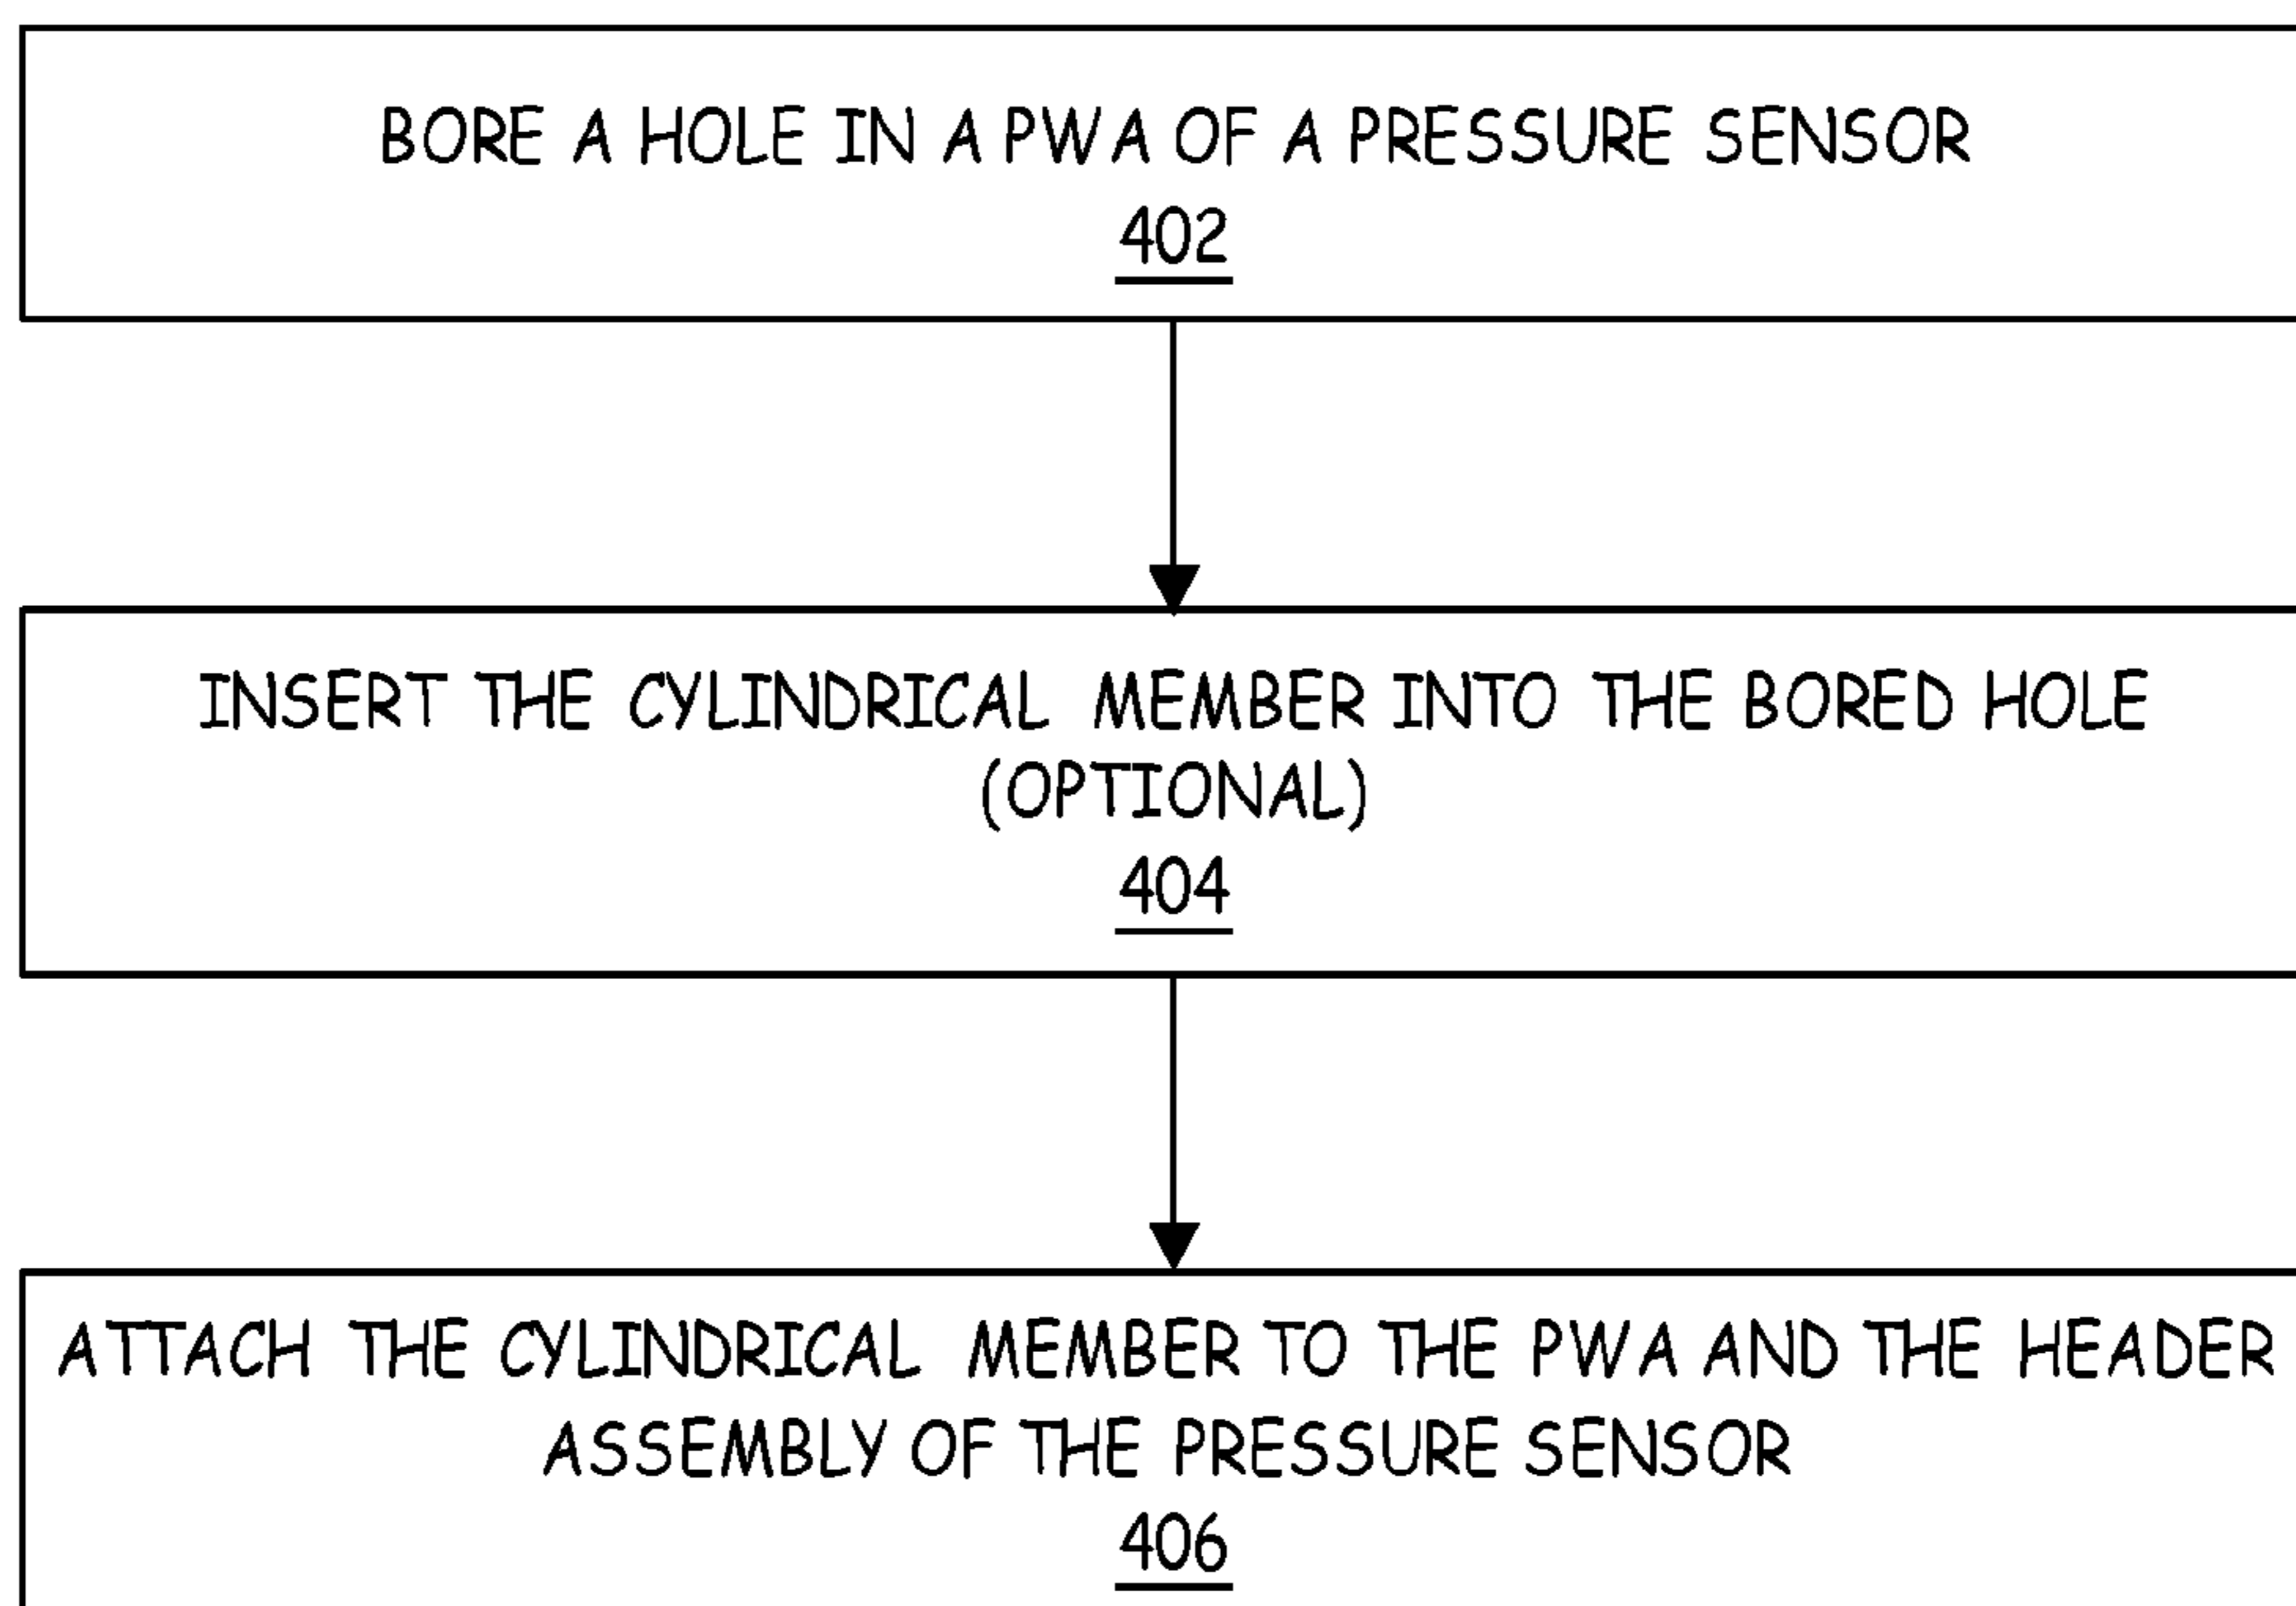 BORE A HOLE IN A PWA OF A PRESSURE SENSOR
402
INSERT THE CYLINDRICAL MEMBER INTO THE BORED HOLE
(OPTIONAL)
404
ATTACH THE CYLINDRICAL MEMBER TO THE PWA AND THE HEADER
ASSEMBLY OF THE PRESSURE SENSOR
406